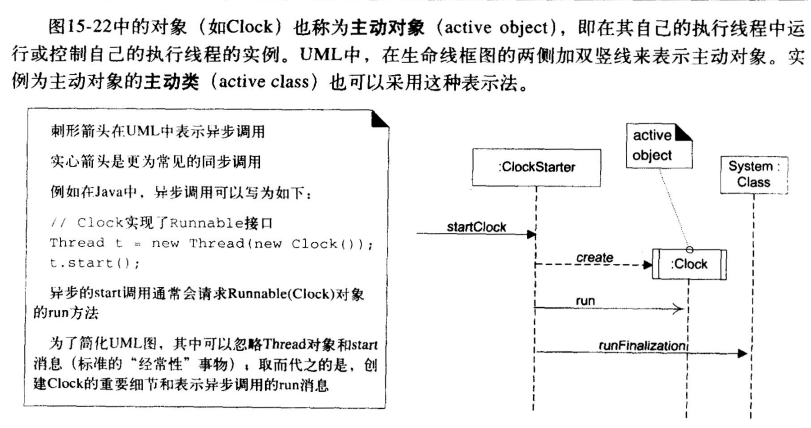 图15-22中的对象（如Clock）也称为主动对象（active object），即在其自己的执行线程中运
行或控制自己的执行线程的实例。UML中，在生命线框图的两侧加双竖线来表示主动对象。实
例为主动对象的主动类（active class）也可以采用这种表示法。
刺形箭头在UML中表示异步调用
实心箭头是更为常见的同步调用
例如在Java中，异步调用可以写为如下：
// Clock实现了Runnable接口
Thread t = new Thread(new Clock());
t.start();
异步的start调用通常会请求Runnable(Clock)对象
的run方法
为了简化UML图，其中可以忽略Thread对象和start
消息（标准的“经常性”事物）；取而代之的是，创
建Clock的重要细节和表示异步调用的run消息
active
object
:ClockStarter
System :
Class
startClock
create
:Clock
run
runFinalization